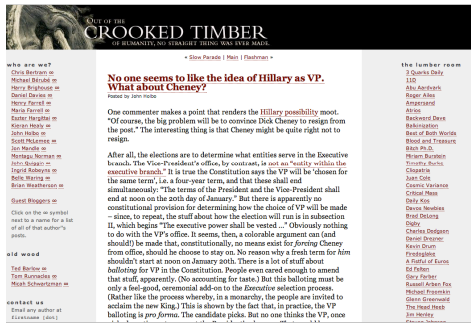 OUT OF THE
CROOKED TIMBER
OF HUMANITY, NO STRAIGHT THING WAS EVER MADE.
« Slow Parade | Main | Flashman »
who are we?
Chris Bertram ∞
Michael Bérubé ∞
Harry Brighouse ∞
Daniel Davies ∞
Henry Farrell ∞
Maria Farrell ∞
Eszter Hargittai ∞
Kieran Healy ∞
John Holbo ∞
Scott McLemee ∞
Jon Mandle ∞
Montagu Norman ∞
John Quiggin ∞
Ingrid Robeyns ∞
Belle Waring ∞
Brian Weatherson ∞
Guest Bloggers ∞
Click on the ∞ symbol
next to a name for a list
of all of that author's
posts.
old wood
Ted Barlow ∞
Tom Runnacles ∞
Micah Schwartzman ∞
contact us
Email any author at
firstname [dot]
No one seems to like the idea of Hillary as VP.
What about Cheney?
Posted by John Holbo
One commenter makes a point that renders the Hillary possibility moot.
"Of course, the big problem will be to convince Dick Cheney to resign from
the post." The interesting thing is that Cheney might be quite right not to
resign.
After all, the elections are to determine what entities serve in the Executive
branch. The Vice-President's office, by contrast, is not an "entity within the
executive branch." It is true the Constitution says the VP will be 'chosen for
the same term', i.e. a four-year term, and that these shall end
simultaneously: "The terms of the President and the Vice-President shall
end at noon on the 20th day of January." But there is apparently no
constitutional provision for determining how the choice of VP will be made
– since, to repeat, the stuff about how the election will run is in subsection
II, which begins "The executive power shall be vested ..." Obviously nothing
to do with the VP's office. It seems, then, a colorable argument can (and
should!) be made that, constitutionally, no means exist for forcing Cheney
from office, should he choose to stay on. No reason why a fresh term for him
shouldn't start at noon on January 20th. There is a lot of stuff about
balloting for VP in the Constitution. People even cared enough to amend
that stuff, apparently. (No accounting for taste.) But this balloting must be
only a feel-good, ceremonial add-on to the Executive selection process.
(Rather like the process whereby, in a monarchy, the people are invited to
acclaim the new King.) This is shown by the fact that, in practice, the VP
balloting is pro forma. The candidate picks. But no one thinks the VP, once
the lumber room
3 Quarks Daily
11D
Abu Aardvark
Roger Ailes
Ampersand
Atrios
Backword Dave
Balkinization
Best of Both Worlds
Blood and Treasure
Bitch Ph.D.
Miriam Burstein
Timothy Burke
Cliopatria
Juan Cole
Cosmic Variance
Critical Mass
Daily Kos
Davos Newbies
Brad DeLong
Digby
Charles Dodgson
Daniel Drezner
Kevin Drum
Firedoglake
A Fistful of Euros
Ed Felten
Gary Farber
Russell Arben Fox
Michael Froomkin
Glenn Greenwald
The Head Heeb
Jim Henley